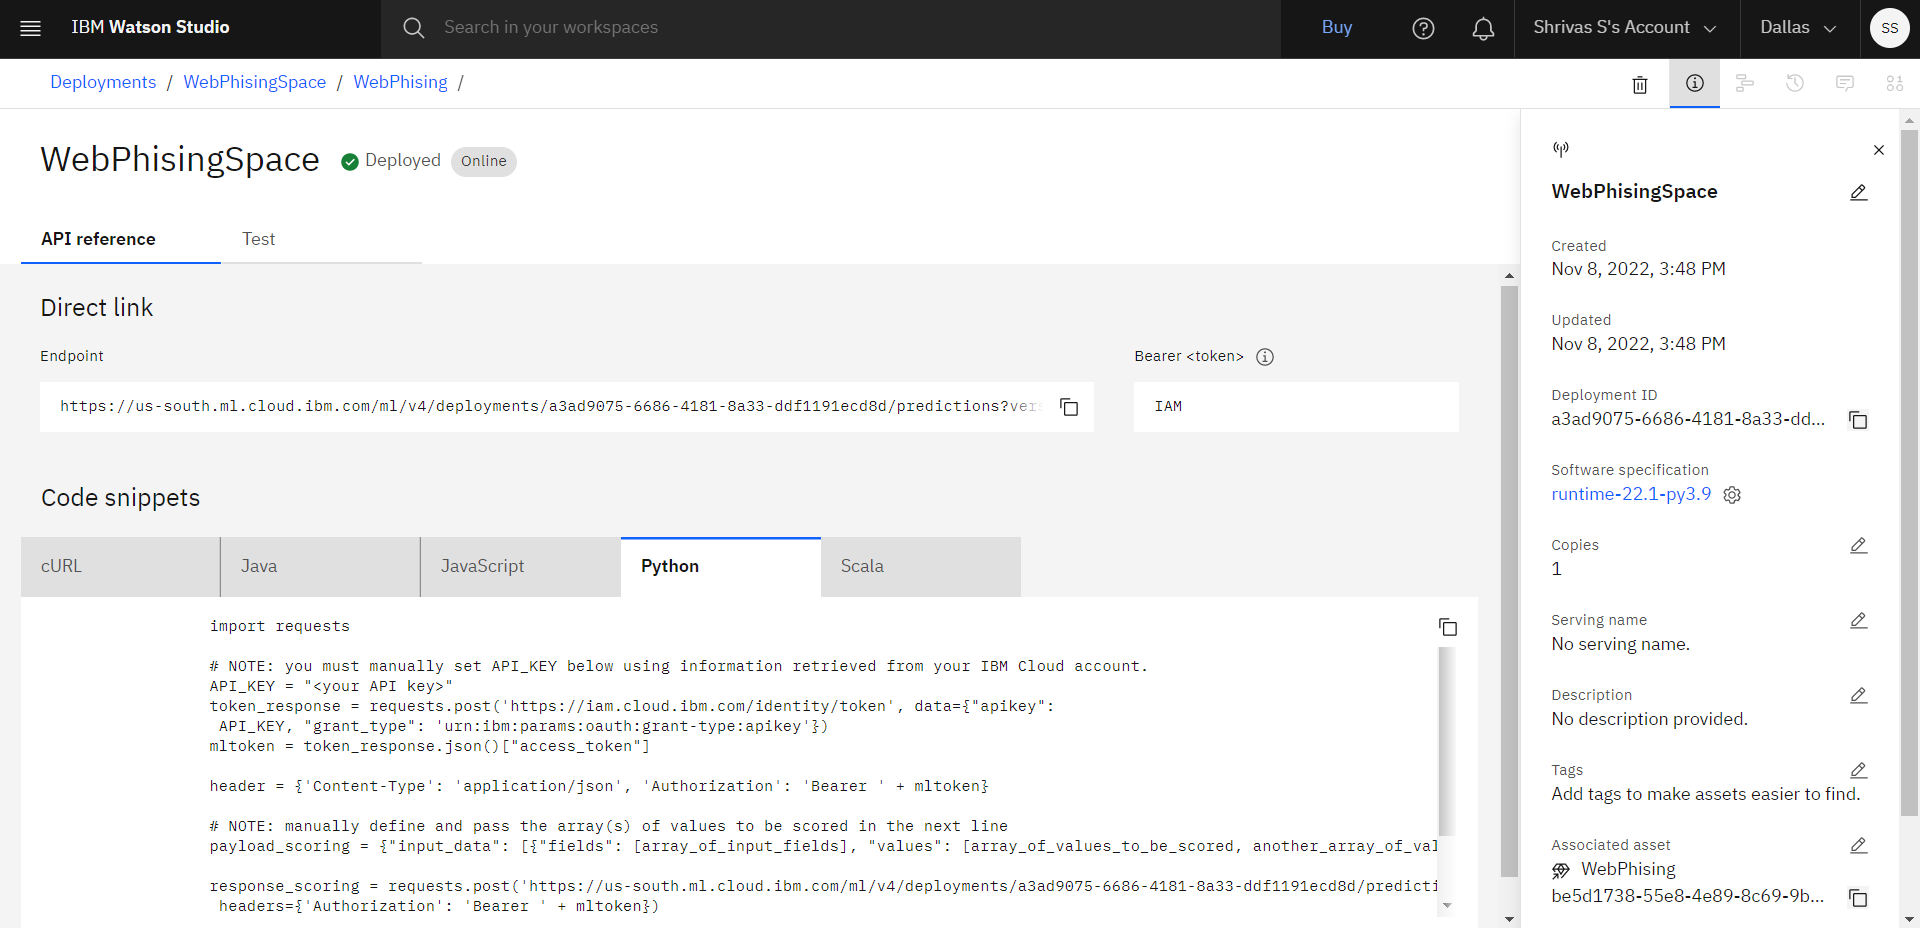 IBM Watson Studio
Search in your workspaces
Buy
Shrivas S's Account
Dallas
SS
Deployments / WebPhisingSpace / WebPhising /
WebPhisingSpace
Deployed
Online
API reference
Test
Direct link
Endpoint
https://us-south.ml.cloud.ibm.com/ml/v4/deployments/a3ad9075-6686-4181-8a33-ddf1191ecd8d/predictions?ver
Bearer <token>
IAM
Code snippets
cURL
Java
JavaScript
Python
Scala
import requests
# NOTE: you must manually set API_KEY below using information retrieved from your IBM Cloud account.
API_KEY = "<your API key>"
token_response = requests.post('https://iam.cloud.ibm.com/identity/token', data={"apikey":
API_KEY, "grant_type": 'urn:ibm:params:oauth:grant-type:apikey'})
mltoken = token_response.json()["access_token"]
header = {'Content-Type': 'application/json', 'Authorization': 'Bearer ' + mltoken}
# NOTE: manually define and pass the array(s) of values to be scored in the next line
payload_scoring = {"input_data": [{"fields": [array_of_input_fields], "values": [array_of_values_to_be_scored, another_array_of_val
response_scoring = requests.post('https://us-south.ml.cloud.ibm.com/ml/v4/deployments/a3ad9075-6686-4181-8a33-ddf1191ecd8d/predicti
headers={'Authorization': 'Bearer ' + mltoken})
WebPhisingSpace
Created
Nov 8, 2022, 3:48 PM
Updated
Nov 8, 2022, 3:48 PM
Deployment ID
a3ad9075-6686-4181-8a33-dd...
Software specification
runtime-22.1-py3.9
Copies
1
Serving name
No serving name.
Description
No description provided.
Tags
Add tags to make assets easier to find.
Associated asset
WebPhising
be5d1738-55e8-4e89-8c69-9b...